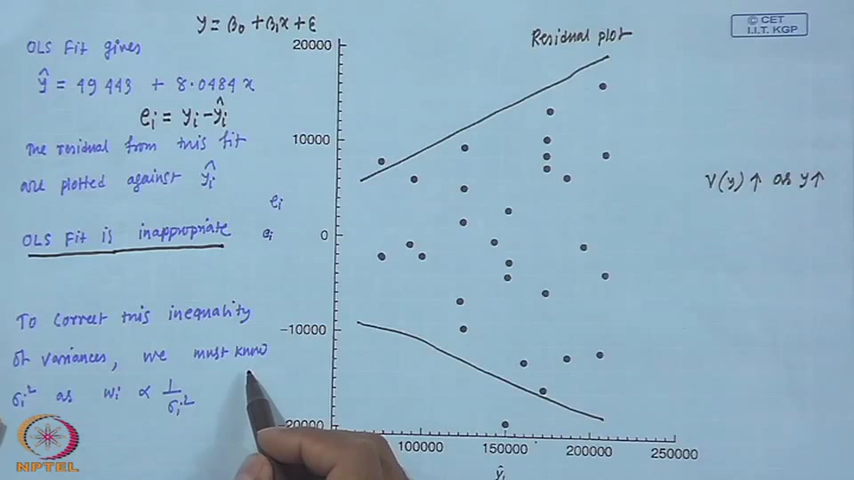 y = β₀ + β₁x + ε
OLS Fit gives
ŷ = 49443 + 8.0484 x
eᵢ = yᵢ - ŷᵢ
The residual from this fit
are plotted against ŷᵢ
OLS Fit is inappropriate
To correct this inequality
of variances, we must know
σᵢ² as wᵢ ∝ 1/σᵢ²
NPTEL
Residual plot
20000
10000
0
-10000
-20000
eᵢ
eᵢ
100000 150000 200000 250000
ŷᵢ
© CET
I.I.T. KGP
V(y) ↑ as y ↑